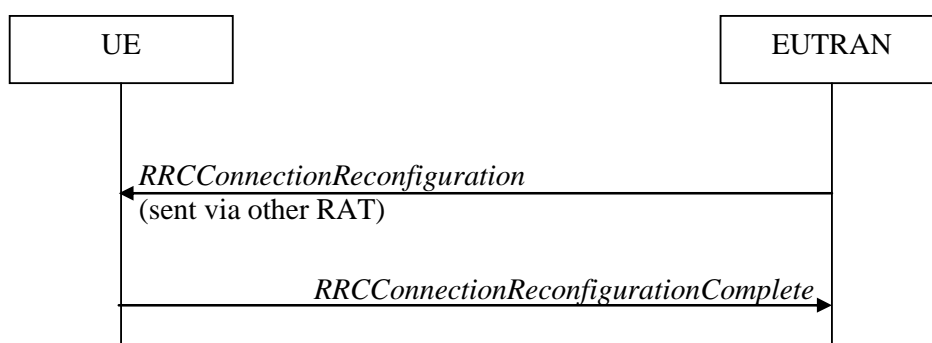 UE
EUTRAN
RRCConnectionReconfiguration
(sent via other RAT)
RRCConnectionReconfigurationComplete